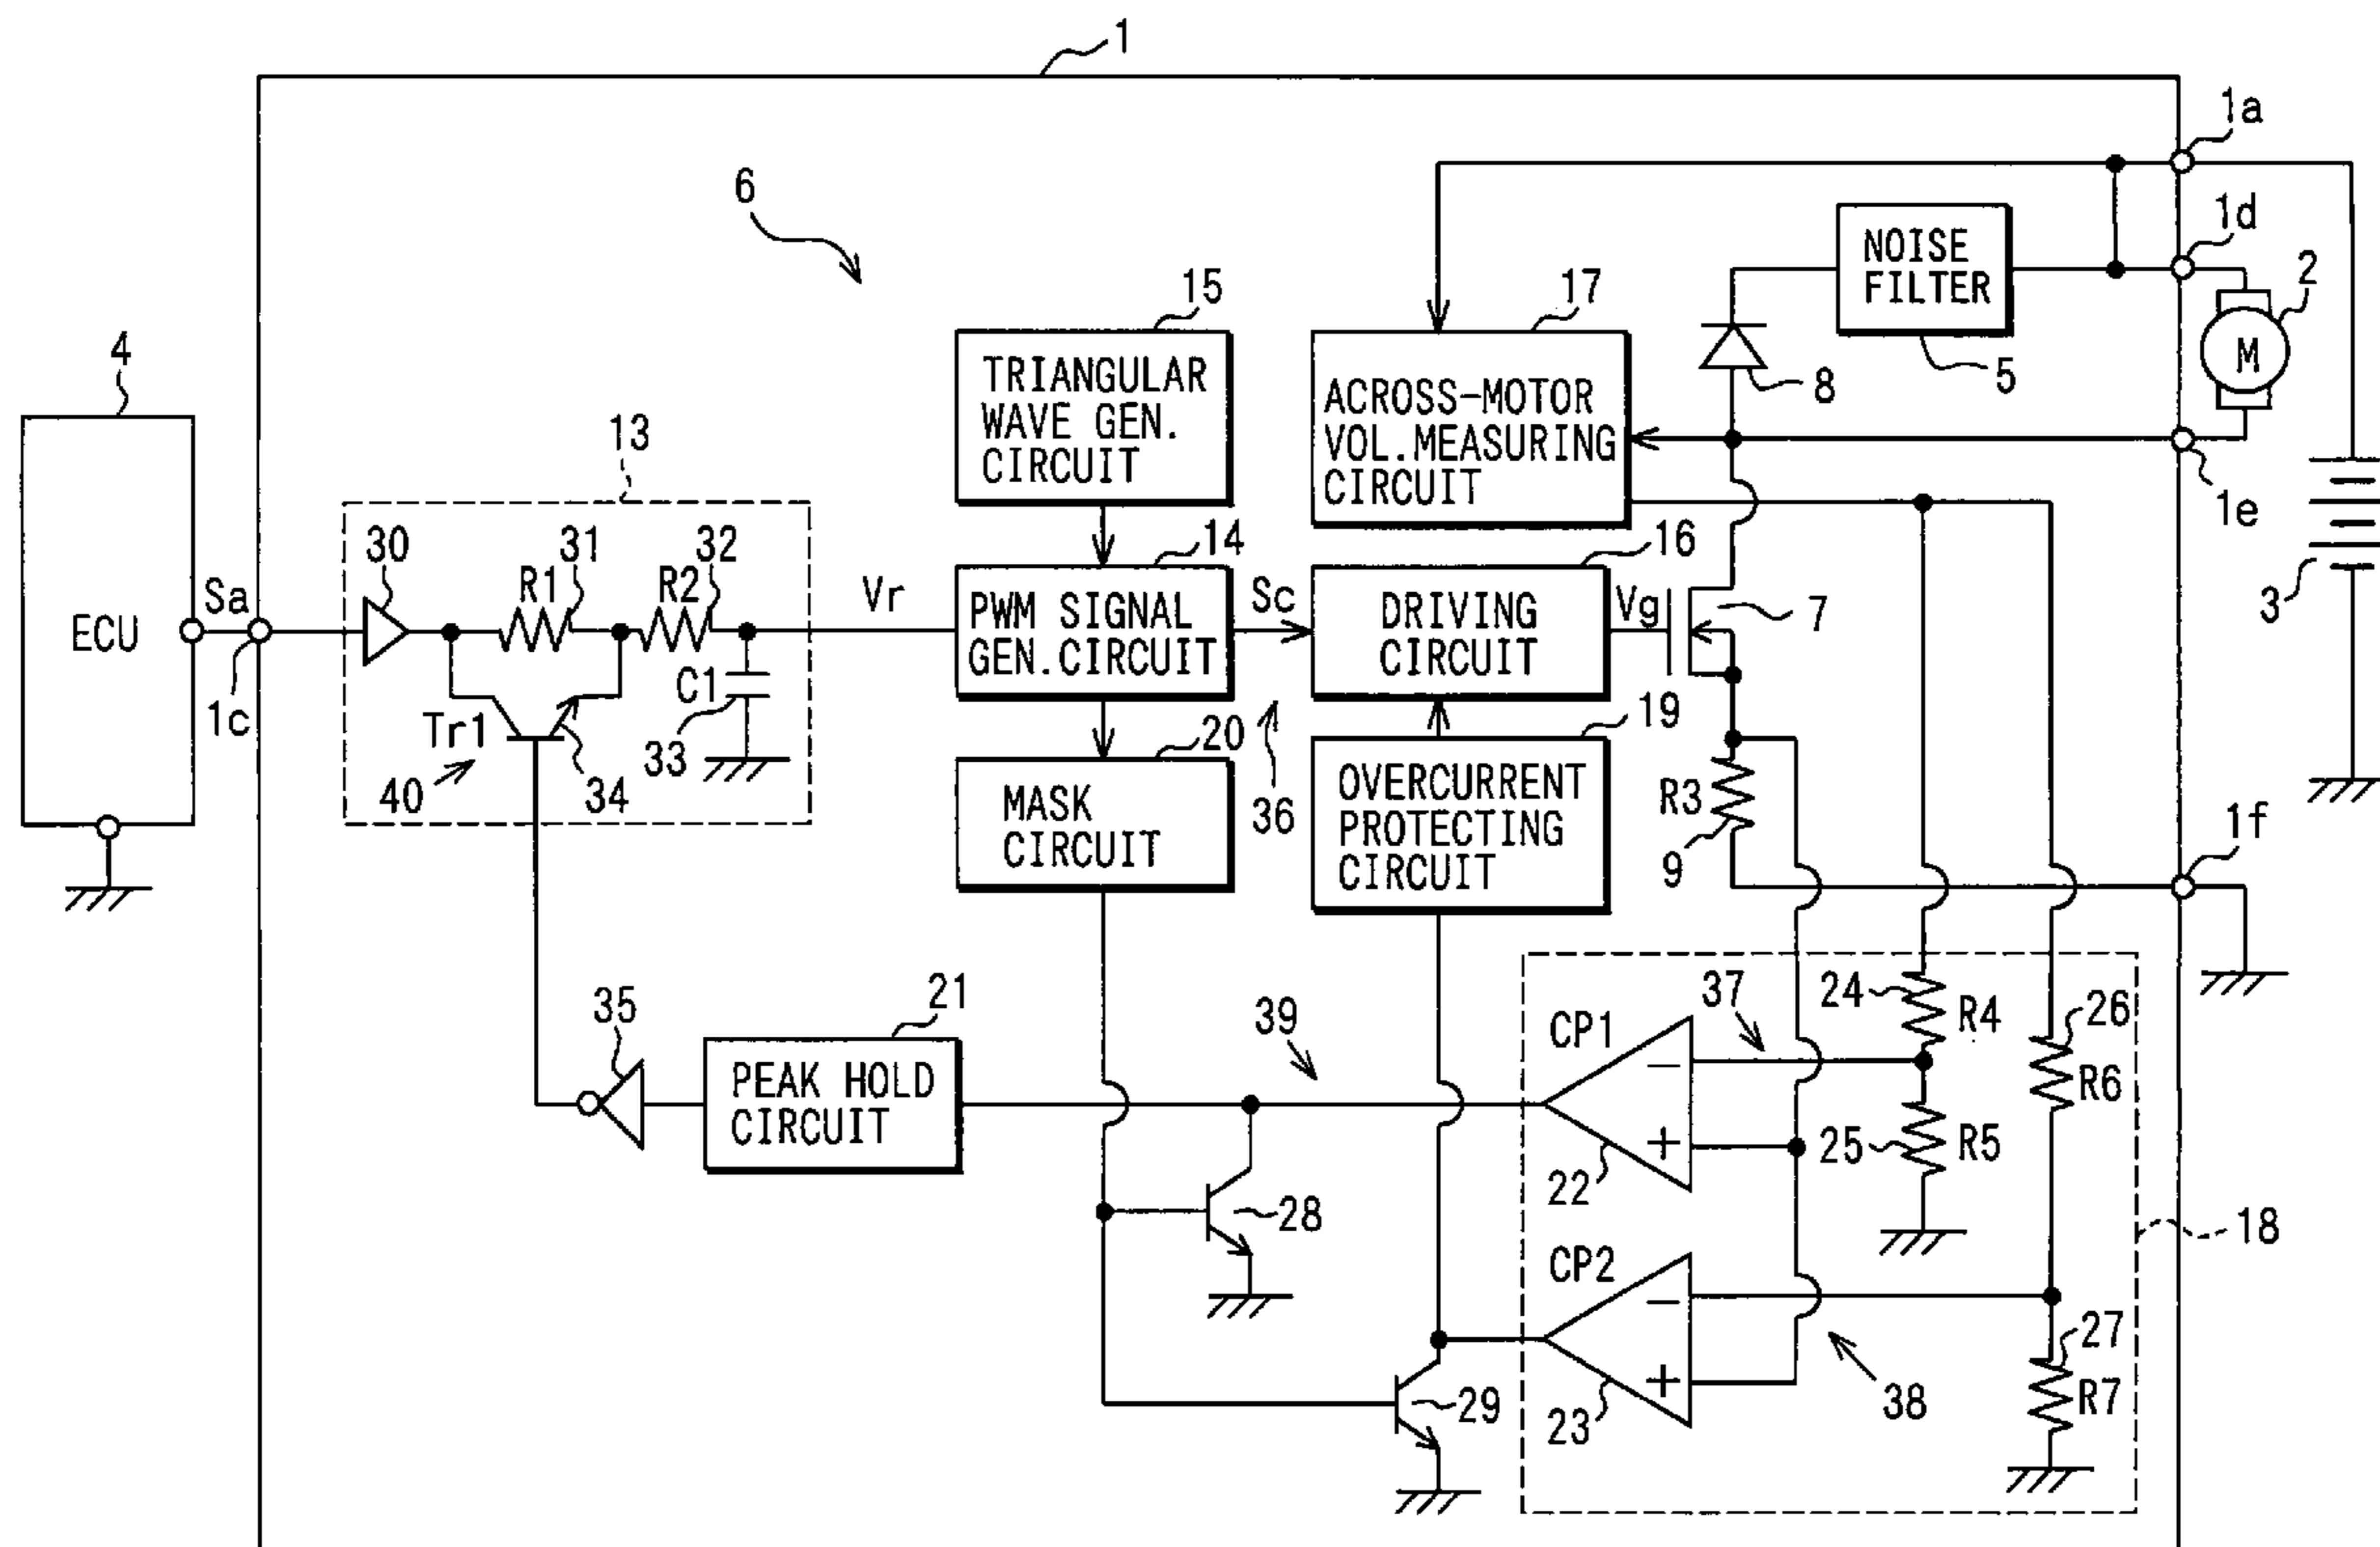 1
1a
6
1d
NOISE
FILTER
2
15
17
4
5
M
TRIANGULAR
WAVE GEN.
CIRCUIT
8
ACROSS-MOTOR
VOL.MEASURING
CIRCUIT
13
1e
30
31
32
14
16
R1
R2
Sa
Vr
Sc
Vg
7
3
ECU
PWM SIGNAL
GEN.CIRCUIT
DRIVING
CIRCUIT
1c
C1
Tr1
20
19
33
40
34
36
MASK
CIRCUIT
OVERCURRENT
PROTECTING
CIRCUIT
R3
9
1f
21
35
39
37
24
R4
26
CP1
PEAK HOLD
CIRCUIT
−
R6
+
25
R5
22
28
18
CP2
−
27
+
R7
29
23
38